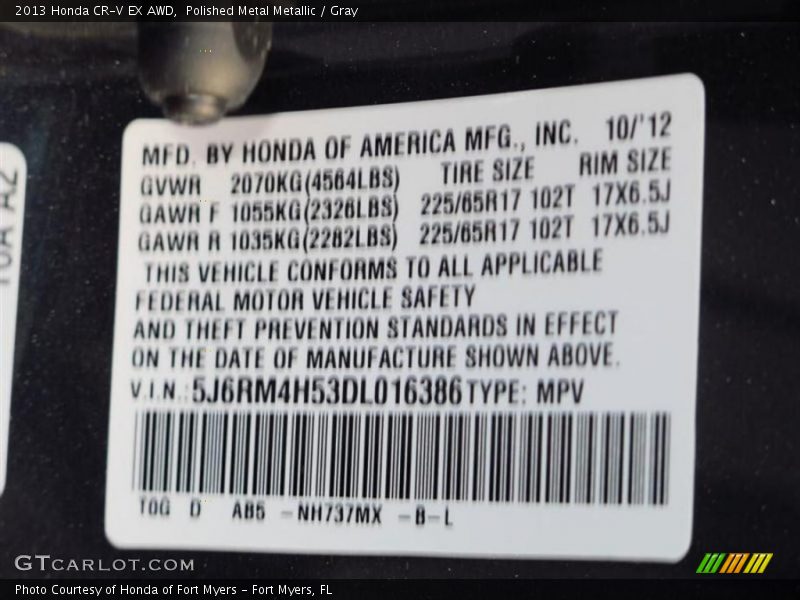 2013 Honda CR-V EX AWD, Polished Metal Metallic / Gray
MFD. BY HONDA OF AMERICA MFG., INC. 10/'12
GVWR 2070KG(4564LBS) TIRE SIZE RIM SIZE
GAWR F 1055KG(2326LBS) 225/65R17 102T 17X6.5J
GAWR R 1035KG(2282LBS) 225/65R17 102T 17X6.5J
THIS VEHICLE CONFORMS TO ALL APPLICABLE
FEDERAL MOTOR VEHICLE SAFETY
AND THEFT PREVENTION STANDARDS IN EFFECT
ON THE DATE OF MANUFACTURE SHOWN ABOVE.
V.I.N.: 5J6RM4H53DL016386 TYPE: MPV
T0G D AB5 -NH737MX -B-L
GTCARLOT.COM
Photo Courtesy of Honda of Fort Myers - Fort Myers, FL